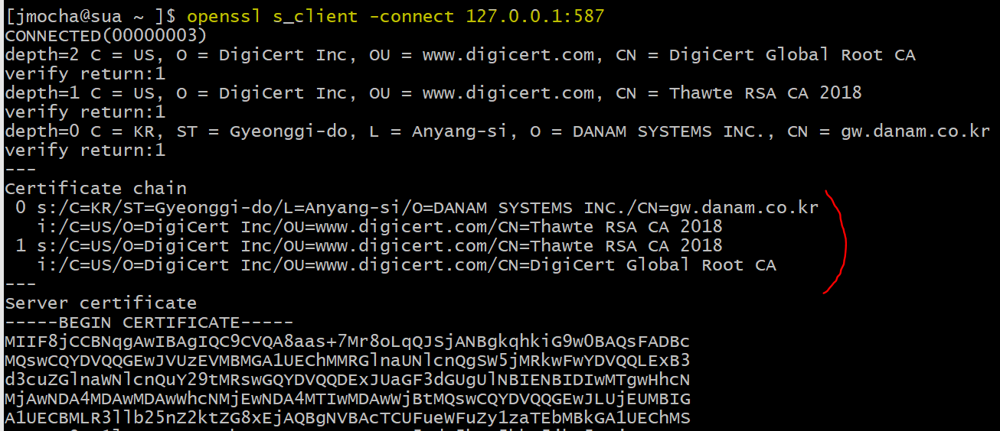 [jmocha@sua ~ ]$ openssl s_client -connect 127.0.0.1:587
CONNECTED(00000003)
depth=2 C = US, O = DigiCert Inc, OU = www.digicert.com, CN = DigiCert Global Root CA
verify return:1
depth=1 C = US, O = DigiCert Inc, OU = www.digicert.com, CN = Thawte RSA CA 2018
verify return:1
depth=0 C = KR, ST = Gyeonggi-do, L = Anyang-si, O = DANAM SYSTEMS INC., CN = gw.danam.co.kr
verify return:1
---
Certificate chain
0 s:/C=KR/ST=Gyeonggi-do/L=Anyang-si/O=DANAM SYSTEMS INC./CN=gw.danam.co.kr
i:/C=US/O=DigiCert Inc/OU=www.digicert.com/CN=Thawte RSA CA 2018
1 s:/C=US/O=DigiCert Inc/OU=www.digicert.com/CN=Thawte RSA CA 2018
i:/C=US/O=DigiCert Inc/OU=www.digicert.com/CN=DigiCert Global Root CA
---
Server certificate
-----BEGIN CERTIFICATE-----
MIIF8jCCBNqgAwIBAgIQC9CVQA8aas+7Mr8oLqQJSjANBgkqhkiG9w0BAQsFADBc
MQswCQYDVQQGEwJVUzEVMBMGA1UEChMMRGlnaUNlcnQgSW5jMRkwFwYDVQQLExB3
d3cuZGlnaWNlcnQuY29tMRswGQYDVQQDExJUaGF3dGUgUlNBIENBIDIwMTgwHhcN
MjAwNDA4MDAwMDAwWhcNMjEwNDA4MTIwMDAwWjBtMQswCQYDVQQGEwJLUjEUMBIG
A1UECBMLR3llb25nZ2ktZG8xEjAQBgNVBAcTCUFueWFuZy1zaTEbMBkGA1UEChMS